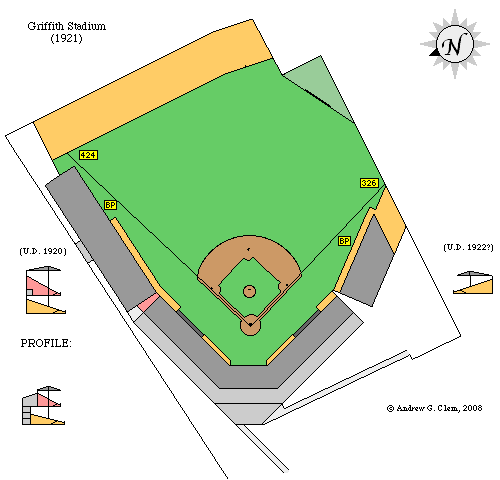 Griffith Stadium
(1921)
N
424
326
BP
BP
(U.D. 1920)
(U.D. 1922?)
PROFILE:
© Andrew G. Clem, 2008